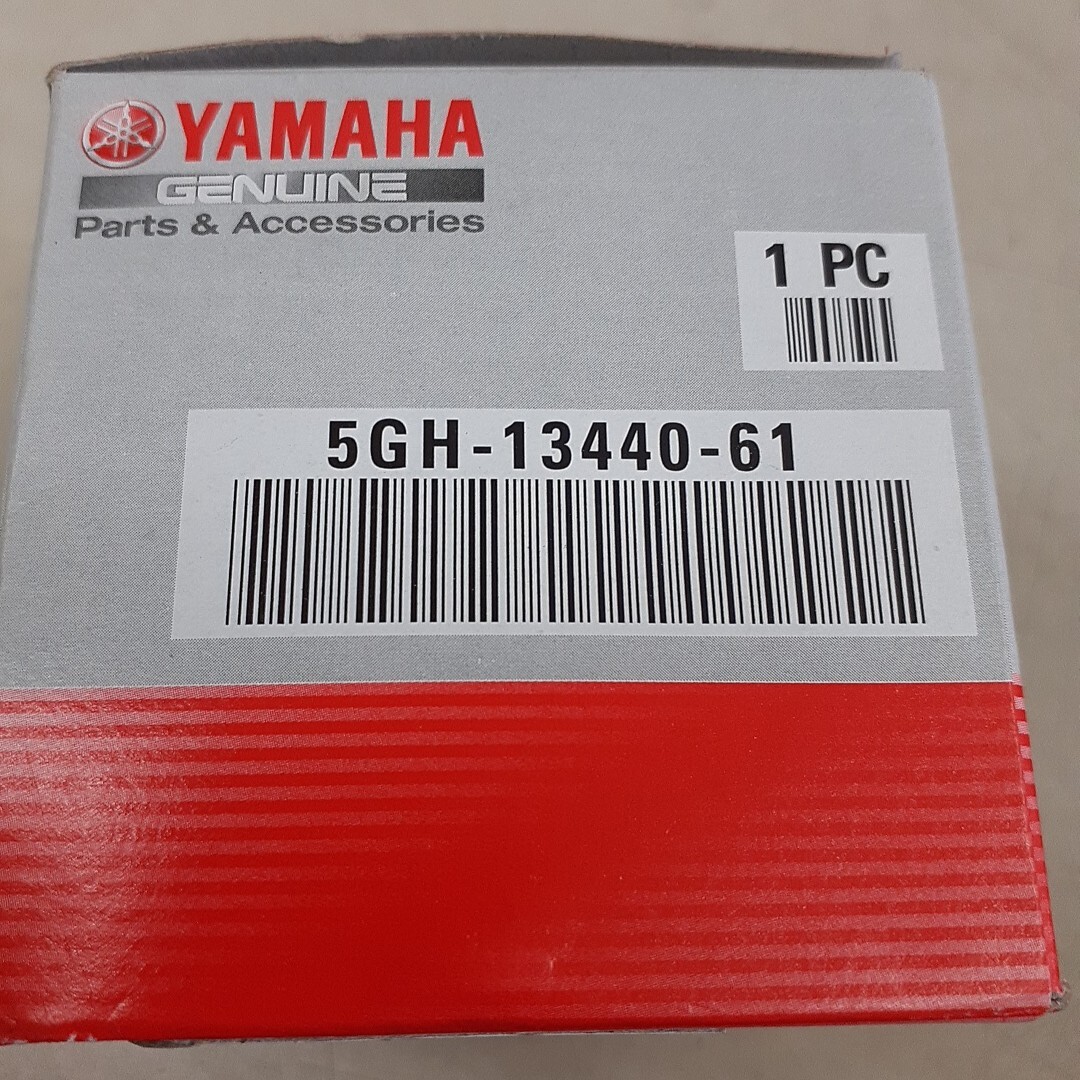 YAMAHA
GENUINE
Parts & Accessories
1 PC
5GH-13440-61